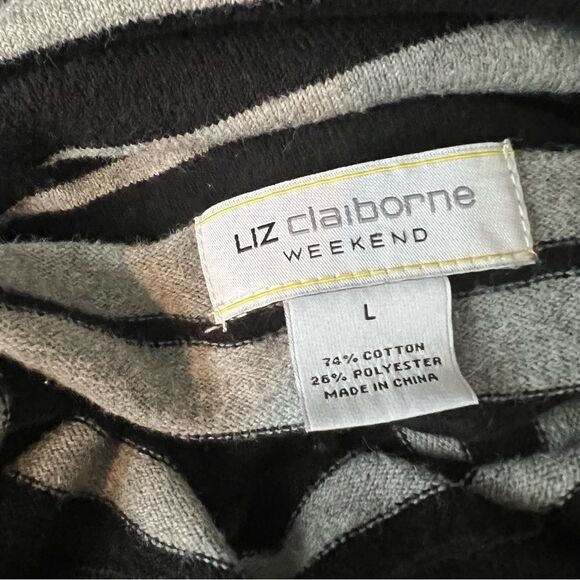 LIZ claiborne
WEEKEND
L
74% COTTON
26% POLYESTER
MADE IN CHINA